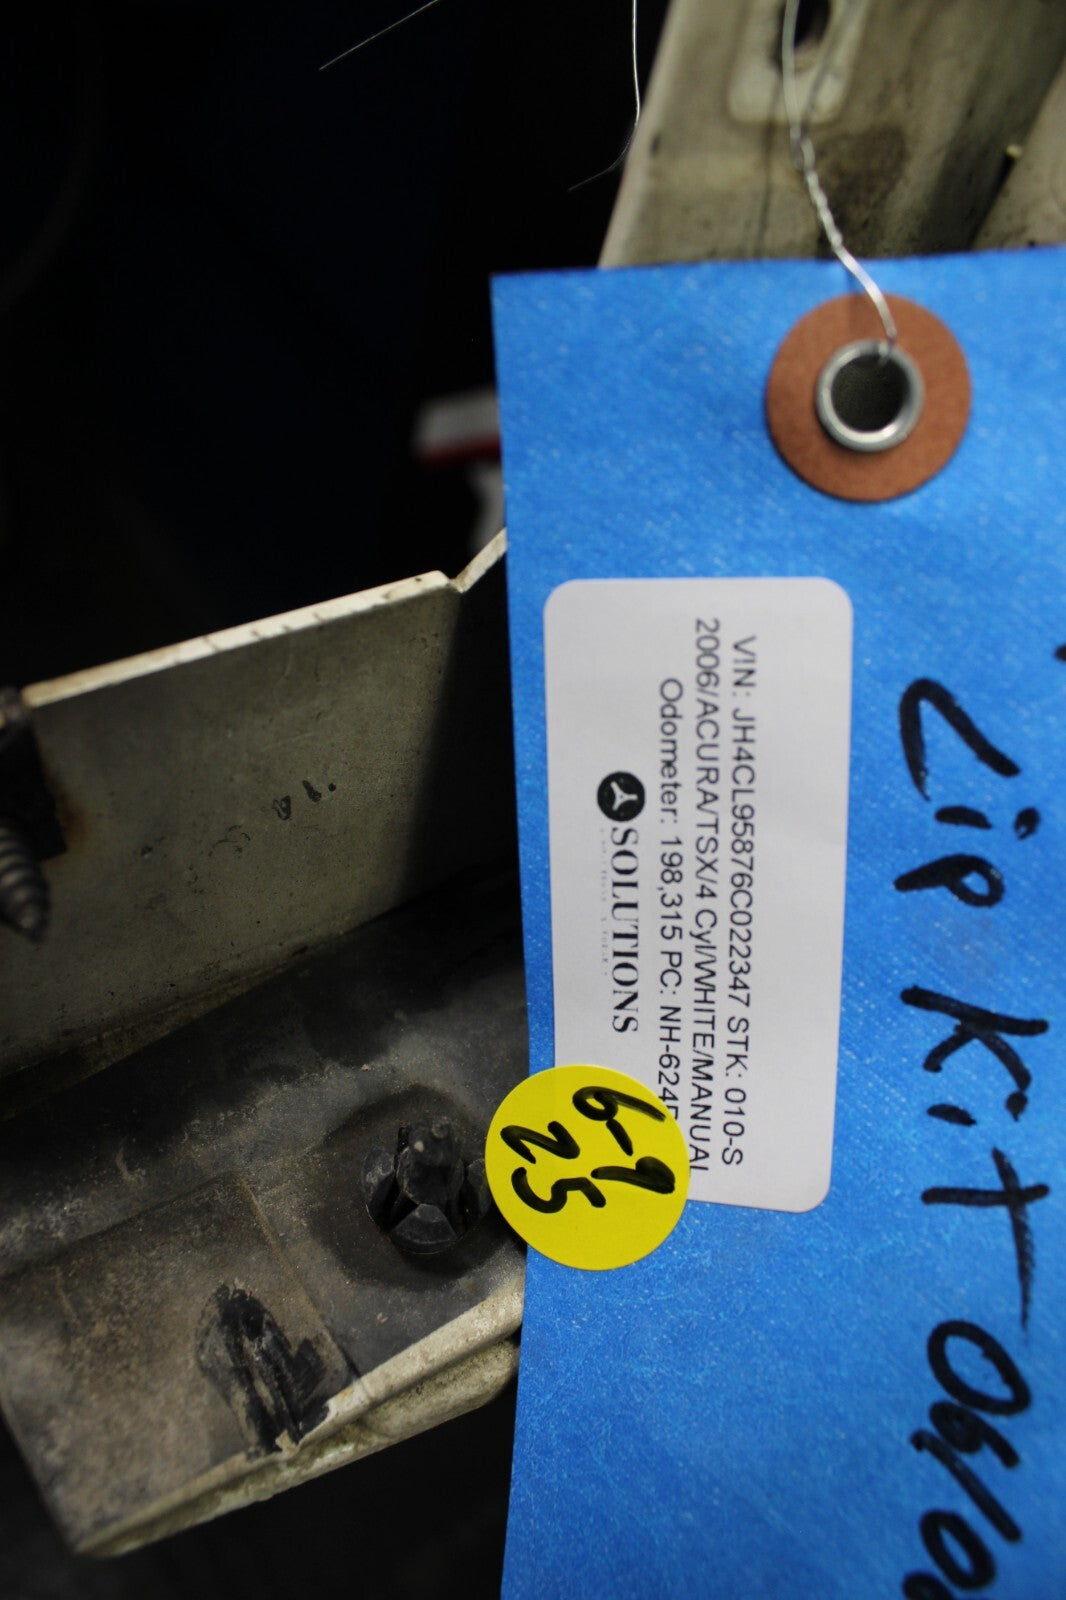 VIN: JH4CL95876C022347 STK: 010-S
2006//ACURA/TSX/4 Cyl/WHITE/MANUAL
Odometer: 198,315 PC: NH-624P
SOLUTIONS
6-9
25
Lip KiT